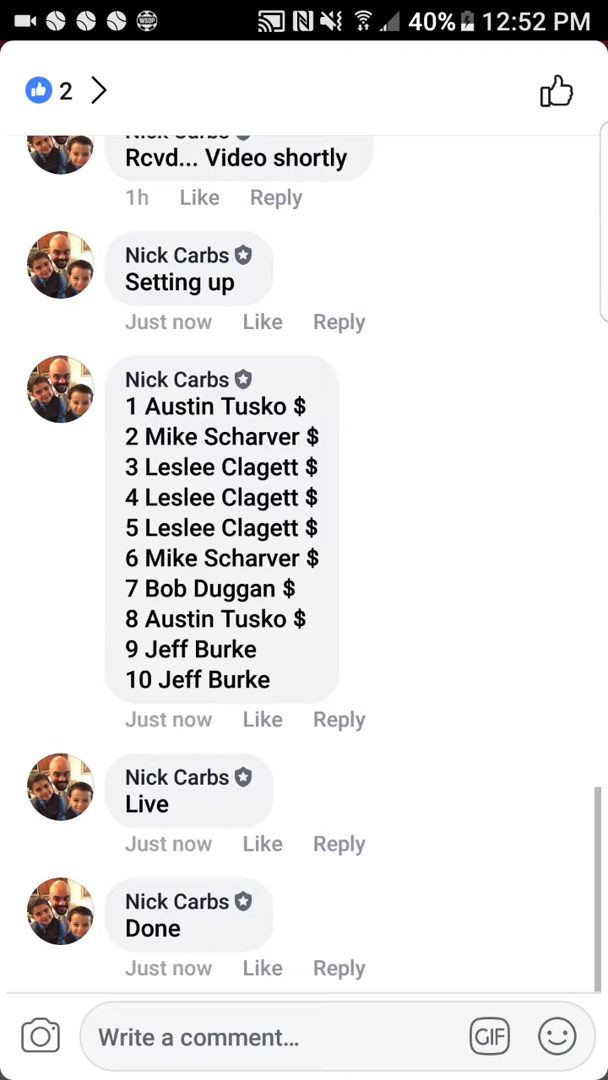 WSOP 40% 12:52 PM
2
Nick Carbs
Rcvd... Video shortly
1h Like Reply
Nick Carbs
Setting up
Just now Like Reply
Nick Carbs
1 Austin Tusko $
2 Mike Scharver $
3 Leslee Clagett $
4 Leslee Clagett $
5 Leslee Clagett $
6 Mike Scharver $
7 Bob Duggan $
8 Austin Tusko $
9 Jeff Burke
10 Jeff Burke
Just now Like Reply
Nick Carbs
Live
Just now Like Reply
Nick Carbs
Done
Just now Like Reply
Write a comment... GIF